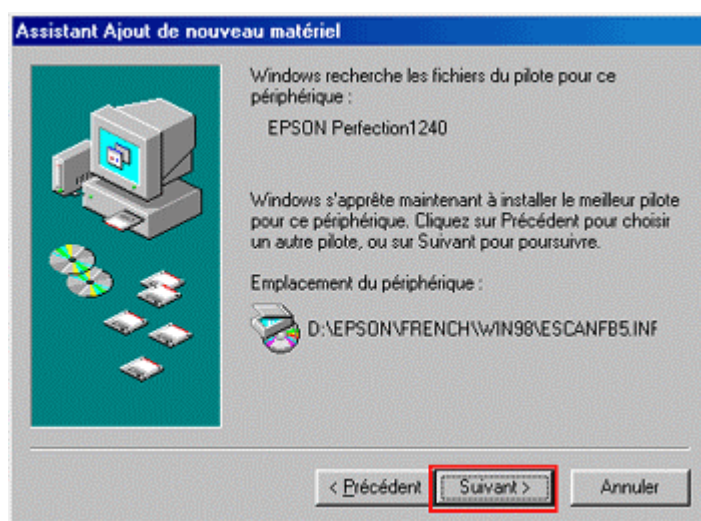 Assistant Ajout de nouveau matériel
Windows recherche les fichiers du pilote pour ce
périphérique :
EPSON Perfection1240
Windows s'apprête maintenant à installer le meilleur pilote
pour ce périphérique. Cliquez sur Précédent pour choisir
un autre pilote, ou sur Suivant pour poursuivre.
Emplacement du périphérique :
D:\EPSON\FRENCH\WIN98\ESCANFB5.INF
< Précédent
Suivant >
Annuler